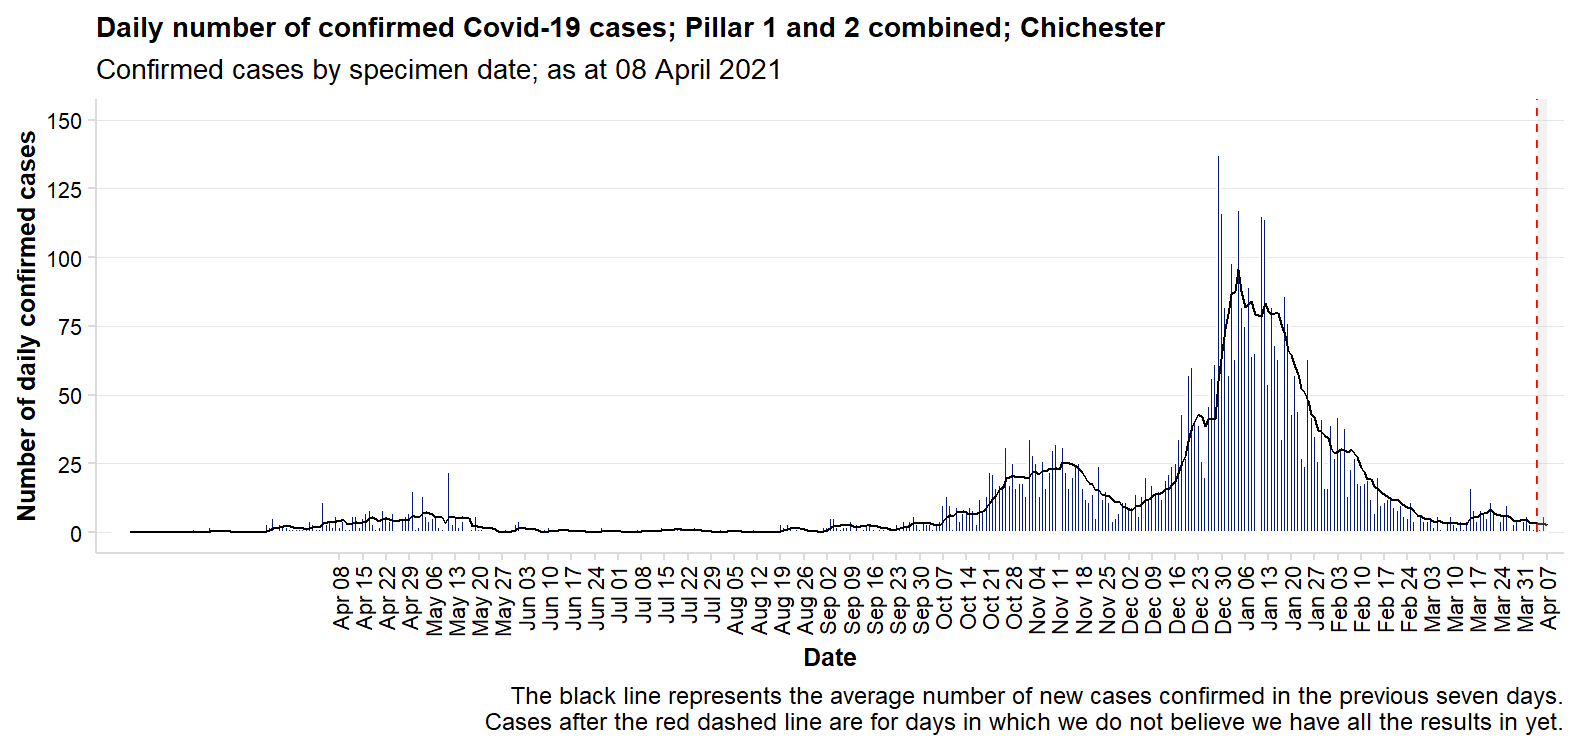 Daily number of confirmed Covid-19 cases; Pillar 1 and 2 combined; Chichester
Confirmed cases by specimen date; as at 08 April 2021
Number of daily confirmed cases
150
125
100
75
50
25
0
Apr 08
Apr 15
Apr 22
Apr 29
May 06
May 13
May 20
May 27
Jun 03
Jun 10
Jun 17
Jun 24
Jul 01
Jul 08
Jul 15
Jul 22
Jul 29
Aug 05
Aug 12
Aug 19
Aug 26
Sep 02
Sep 09
Sep 16
Sep 23
Sep 30
Oct 07
Oct 14
Oct 21
Oct 28
Nov 04
Nov 11
Nov 18
Nov 25
Dec 02
Dec 09
Dec 16
Dec 23
Dec 30
Jan 06
Jan 13
Jan 20
Jan 27
Feb 03
Feb 10
Feb 17
Feb 24
Mar 03
Mar 10
Mar 17
Mar 24
Mar 31
Apr 07
Date
The black line represents the average number of new cases confirmed in the previous seven days.
Cases after the red dashed line are for days in which we do not believe we have all the results in yet.